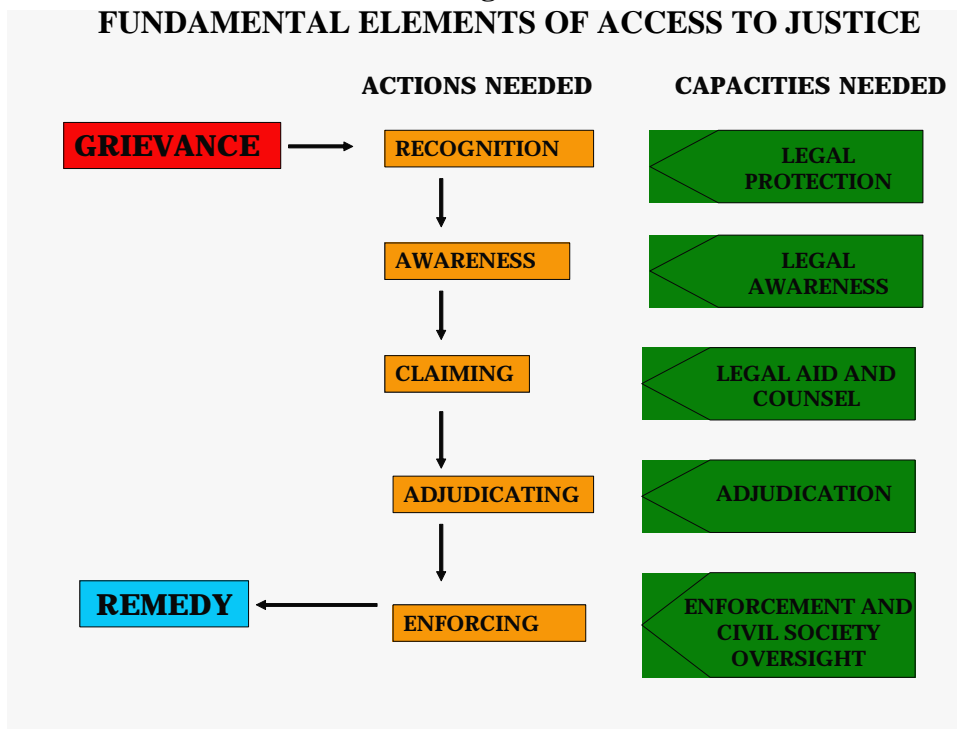 FUNDAMENTAL ELEMENTS OF ACCESS TO JUSTICE
ACTIONS NEEDED
CAPACITIES NEEDED
GRIEVANCE
RECOGNITION
LEGAL
PROTECTION
AWARENESS
LEGAL
AWARENESS
CLAIMING
LEGAL AID AND
COUNSEL
ADJUDICATING
ADJUDICATION
REMEDY
ENFORCING
ENFORCEMENT AND
CIVIL SOCIETY
OVERSIGHT